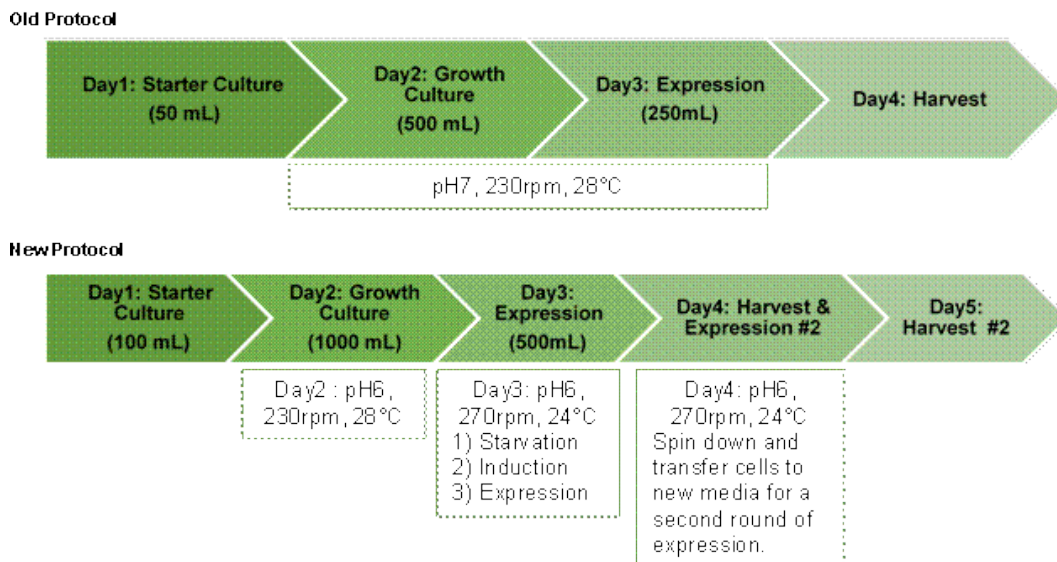 Old Protocol
Day1: Starter Culture
(50 mL)
Day2: Growth
Culture
(500 mL)
Day3: Expression
(250mL)
Day4: Harvest
pH7, 230rpm, 28°C
New Protocol
Day1: Starter
Culture
(100 mL)
Day2: Growth
Culture
(1000 mL)
Day3:
Expression
(500mL)
Day4: Harvest &
Expression #2
Day5:
Harvest #2
Day2 : pH6,
230rpm, 28°C
Day3: pH6,
270rpm, 24°C
1) Starvation
2) Induction
3) Expression
Day4: pH6,
270rpm, 24°C
Spin down and
transfer cells to
new media for a
second round of
expression.